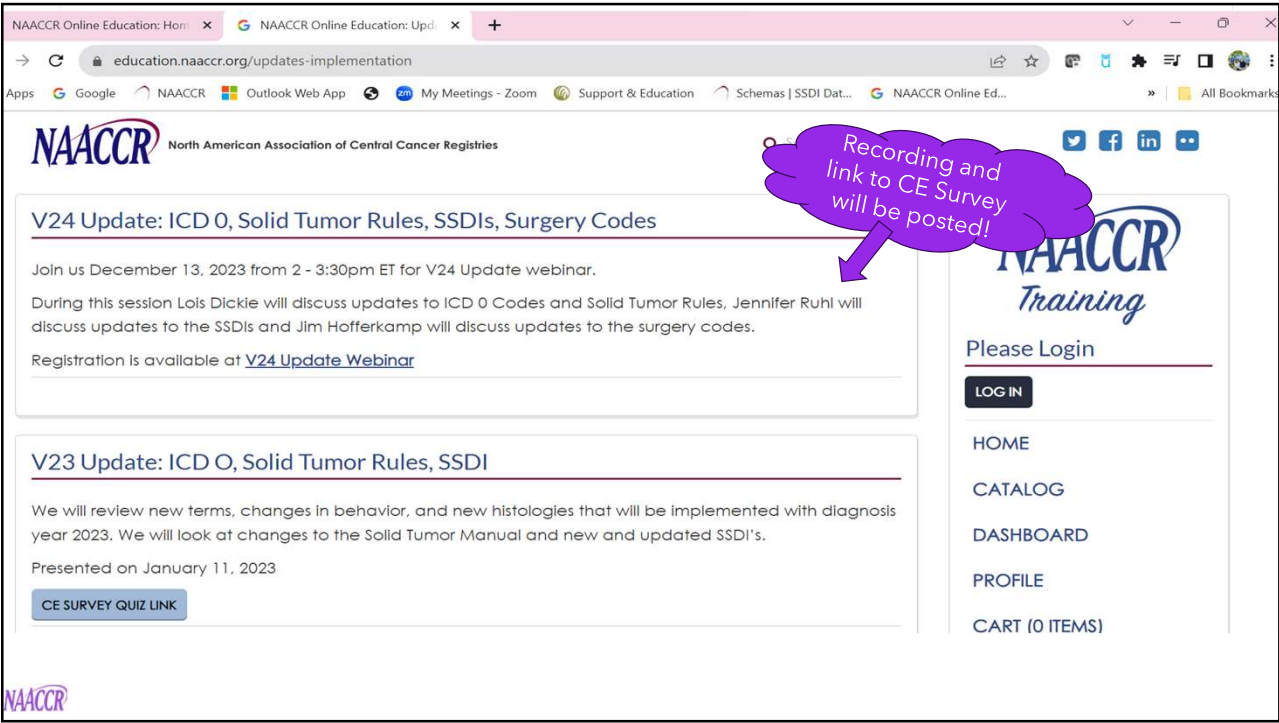 NAACCR Online Education: Hom
NAACCR Online Education: Upd
education.naaccr.org/updates-implementation
Apps Google NAACCR Outlook Web App zm My Meetings - Zoom Support & Education Schemas | SSDI Dat... NAACCR Online Ed... » All Bookmarks
NAACCR North American Association of Central Cancer Registries
Recording and
link to CE Survey
will be posted!
V24 Update: ICD 0, Solid Tumor Rules, SSDIs, Surgery Codes
Join us December 13, 2023 from 2 - 3:30pm ET for V24 Update webinar.
During this session Lois Dickie will discuss updates to ICD 0 Codes and Solid Tumor Rules, Jennifer Ruhl will
discuss updates to the SSDIs and Jim Hofferkamp will discuss updates to the surgery codes.
Registration is available at V24 Update Webinar
V23 Update: ICD O, Solid Tumor Rules, SSDI
We will review new terms, changes in behavior, and new histologies that will be implemented with diagnosis
year 2023. We will look at changes to the Solid Tumor Manual and new and updated SSDI's.
Presented on January 11, 2023
CE SURVEY QUIZ LINK
NAACCR
Training
Please Login
LOG IN
HOME
CATALOG
DASHBOARD
PROFILE
CART (0 ITEMS)
NAACCR